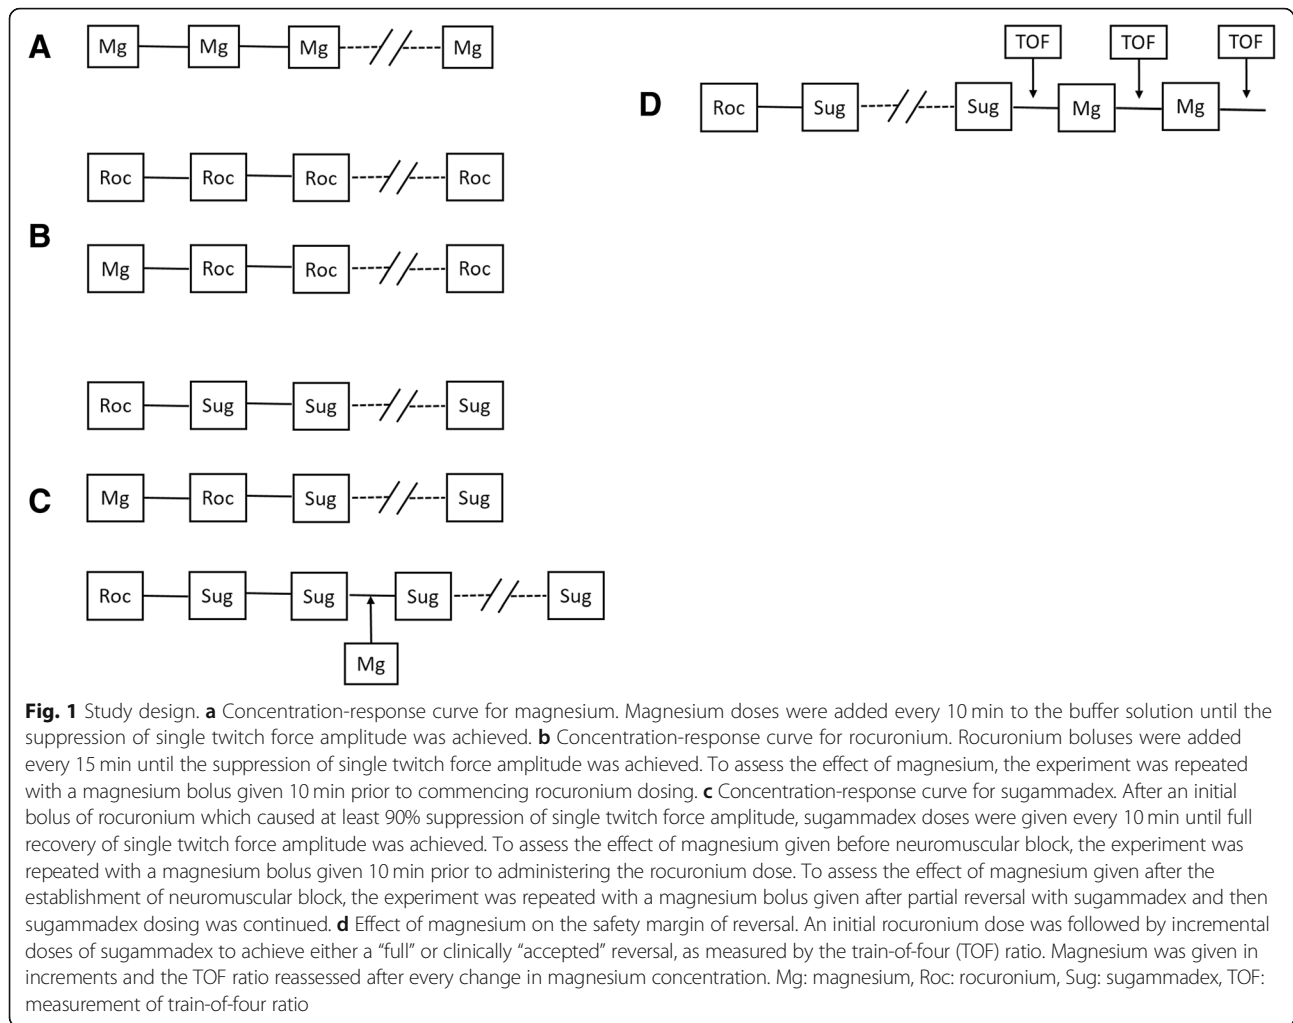 A
Mg Mg Mg Mg
Roc Roc Roc Roc
B
Mg Roc Roc Roc
Roc Sug Sug Sug
Mg Roc Sug Sug
C
Roc Sug Sug Sug Sug
Mg
TOF TOF TOF
D
Roc Sug Sug Mg Mg
Fig. 1 Study design. a Concentration-response curve for magnesium. Magnesium doses were added every 10 min to the buffer solution until the
suppression of single twitch force amplitude was achieved. b Concentration-response curve for rocuronium. Rocuronium boluses were added
every 15 min until the suppression of single twitch force amplitude was achieved. To assess the effect of magnesium, the experiment was repeated
with a magnesium bolus given 10 min prior to commencing rocuronium dosing. c Concentration-response curve for sugammadex. After an initial
bolus of rocuronium which caused at least 90% suppression of single twitch force amplitude, sugammadex doses were given every 10 min until full
recovery of single twitch force amplitude was achieved. To assess the effect of magnesium given before neuromuscular block, the experiment was
repeated with a magnesium bolus given 10 min prior to administering the rocuronium dose. To assess the effect of magnesium given after the
establishment of neuromuscular block, the experiment was repeated with a magnesium bolus given after partial reversal with sugammadex and then
sugammadex dosing was continued. d Effect of magnesium on the safety margin of reversal. An initial rocuronium dose was followed by incremental
doses of sugammadex to achieve either a “full” or clinically “accepted” reversal, as measured by the train-of-four (TOF) ratio. Magnesium was given in
increments and the TOF ratio reassessed after every change in magnesium concentration. Mg: magnesium, Roc: rocuronium, Sug: sugammadex, TOF:
measurement of train-of-four ratio